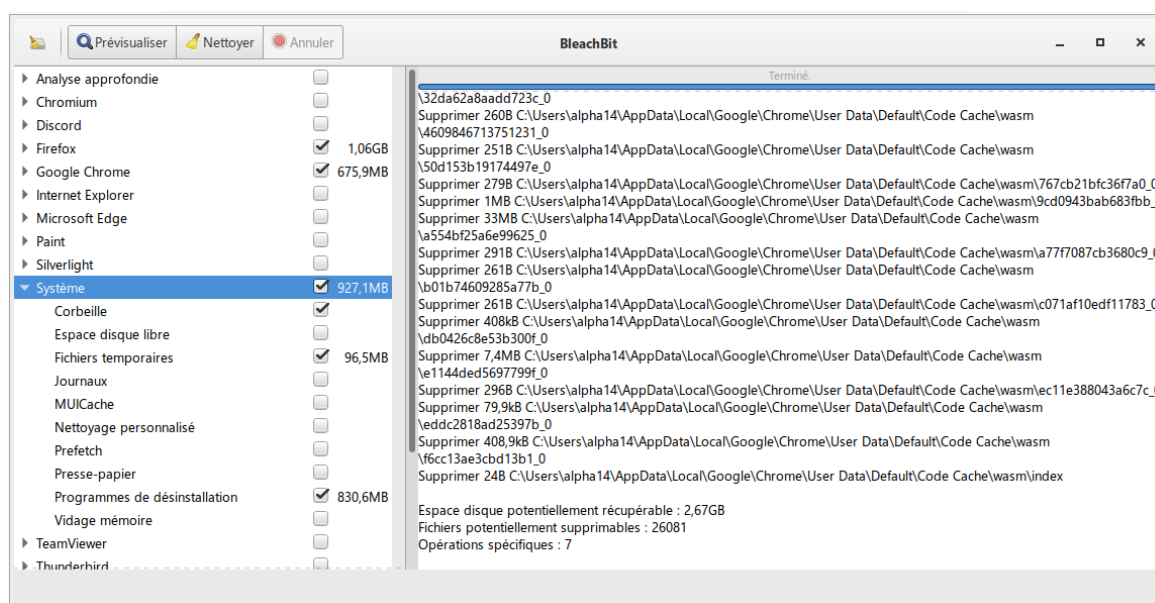 Prévisualiser Nettoyer Annuler BleachBit
Analyse approfondie
Chromium
Discord
Firefox 1,06GB
Google Chrome 675,9MB
Internet Explorer
Microsoft Edge
Paint
Silverlight
Système 927,1MB
Corbeille
Espace disque libre
Fichiers temporaires 96,5MB
Journaux
MUICache
Nettoyage personnalisé
Prefetch
Presse-papier
Programmes de désinstallation 830,6MB
Vidage mémoire
TeamViewer
Thunderbird
Terminé.
\32da62a8aadd723c_0
Supprimer 260B C:\Users\alpha14\AppData\Local\Google\Chrome\User Data\Default\Code Cache\wasm
\4609846713751231_0
Supprimer 251B C:\Users\alpha14\AppData\Local\Google\Chrome\User Data\Default\Code Cache\wasm
\50d153b19174497e_0
Supprimer 279B C:\Users\alpha14\AppData\Local\Google\Chrome\User Data\Default\Code Cache\wasm\767cb21bfc36f7a0_0
Supprimer 1MB C:\Users\alpha14\AppData\Local\Google\Chrome\User Data\Default\Code Cache\wasm\9cd0943bab683fbb_
Supprimer 33MB C:\Users\alpha14\AppData\Local\Google\Chrome\User Data\Default\Code Cache\wasm
\a554bf25a6e99625_0
Supprimer 291B C:\Users\alpha14\AppData\Local\Google\Chrome\User Data\Default\Code Cache\wasm\a77f7087cb3680c9_0
Supprimer 261B C:\Users\alpha14\AppData\Local\Google\Chrome\User Data\Default\Code Cache\wasm
\b01b74609285a77b_0
Supprimer 261B C:\Users\alpha14\AppData\Local\Google\Chrome\User Data\Default\Code Cache\wasm\c071af10edf11783_0
Supprimer 408kB C:\Users\alpha14\AppData\Local\Google\Chrome\User Data\Default\Code Cache\wasm
\db0426c8e53b300f_0
Supprimer 7,4MB C:\Users\alpha14\AppData\Local\Google\Chrome\User Data\Default\Code Cache\wasm
\e1144ded5697799f_0
Supprimer 296B C:\Users\alpha14\AppData\Local\Google\Chrome\User Data\Default\Code Cache\wasm\ec11e388043a6c7c_
Supprimer 79,9kB C:\Users\alpha14\AppData\Local\Google\Chrome\User Data\Default\Code Cache\wasm
\eddc2818ad25397b_0
Supprimer 408,9kB C:\Users\alpha14\AppData\Local\Google\Chrome\User Data\Default\Code Cache\wasm
\f6cc13ae3cbd13b1_0
Supprimer 24B C:\Users\alpha14\AppData\Local\Google\Chrome\User Data\Default\Code Cache\wasm\index
Espace disque potentiellement récupérable : 2,67GB
Fichiers potentiellement supprimables : 26081
Opérations spécifiques : 7